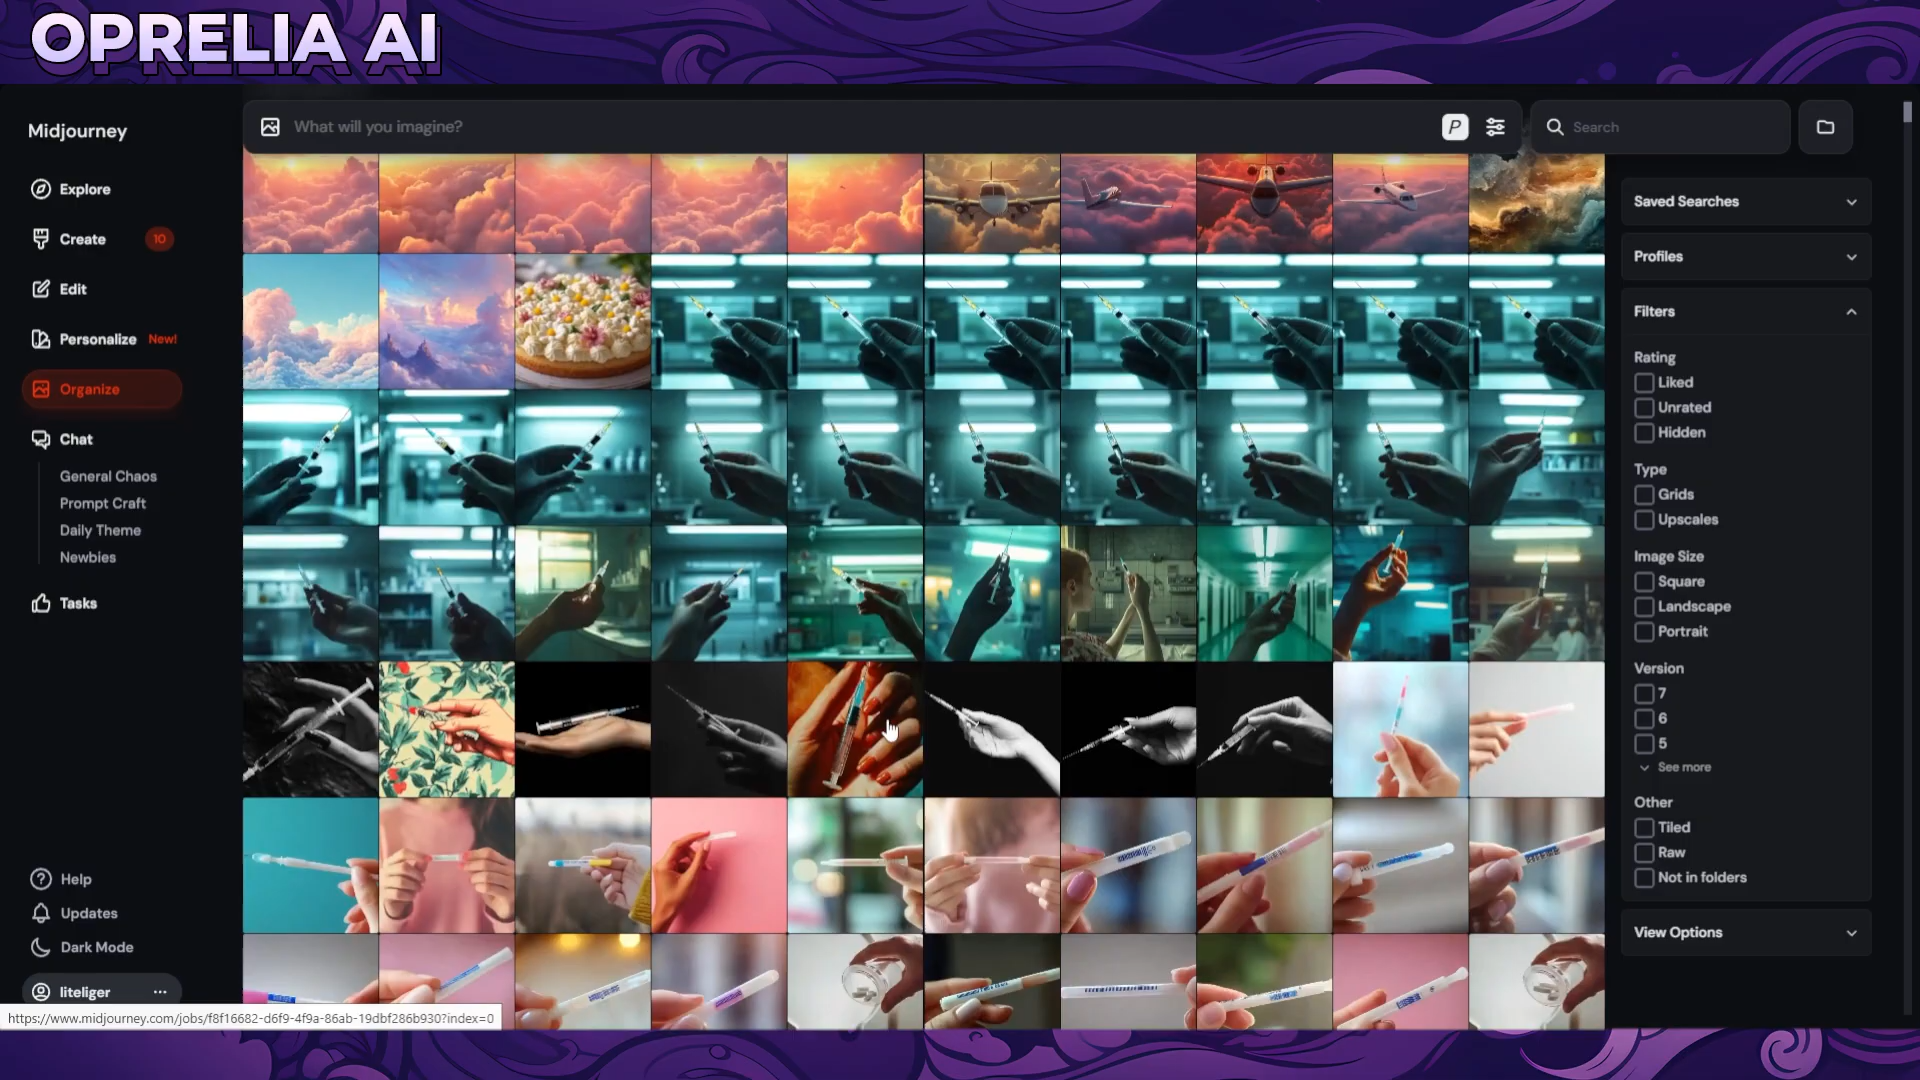 OPRELIA AI
Midjourney
What will you imagine?
P
Search
Explore
Create 10
Edit
Personalize New!
Organize
Chat
General Chaos
Prompt Craft
Daily Theme
Newbies
Tasks
Help
Updates
Dark Mode
liteliger
https://www.midjourney.com/jobs/f8f16682-d6f9-4f9a-86ab-19dbf286b930?index=0
Saved Searches
Profiles
Filters
Rating
Liked
Unrated
Hidden
Type
Grids
Upscales
Image Size
Square
Landscape
Portrait
Version
7
6
5
See more
Other
Tiled
Raw
Not in folders
View Options